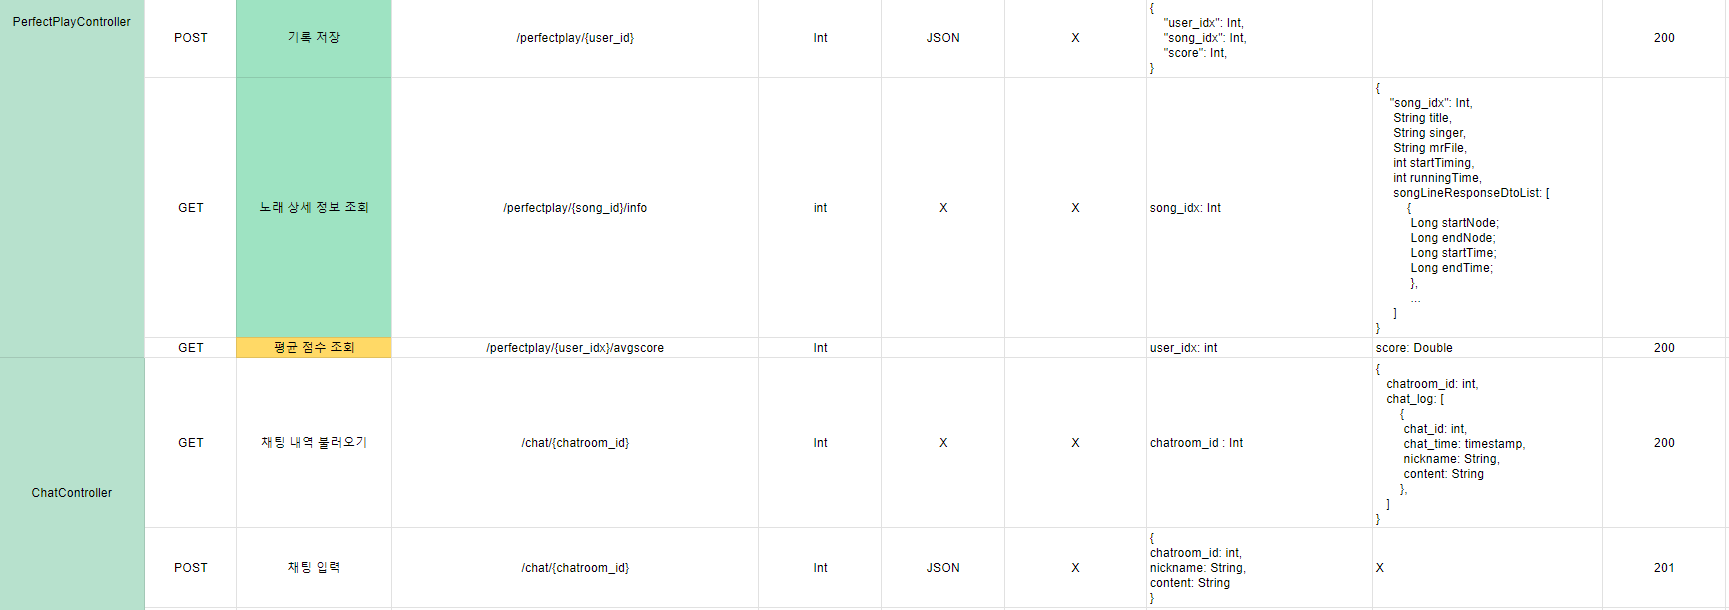 PerfectPlayController
POST
기록 저장
/perfectplay/{user_id}
Int
JSON
X
{
"user_idx": Int,
"song_idx": Int,
"score": Int,
}
200
GET
노래 상세 정보 조회
/perfectplay/{song_id}/info
int
X
X
song_idx: Int
{
"song_idx": Int,
String title,
String singer,
String mrFile,
int startTiming,
int runningTime,
songLineResponseDtoList: [
{
Long startNode;
Long endNode;
Long startTime;
Long endTime;
},
...
]
}
GET
평균 점수 조회
/perfectplay/{user_idx}/avgscore
Int
user_idx: int
score: Double
200
ChatController
GET
채팅 내역 불러오기
/chat/{chatroom_id}
Int
X
X
chatroom_id : Int
{
chatroom_id: int,
chat_log: [
{
chat_id: int,
chat_time: timestamp,
nickname: String,
content: String
},
]
}
200
POST
채팅 입력
/chat/{chatroom_id}
Int
JSON
X
{
chatroom_id: int,
nickname: String,
content: String
}
X
201